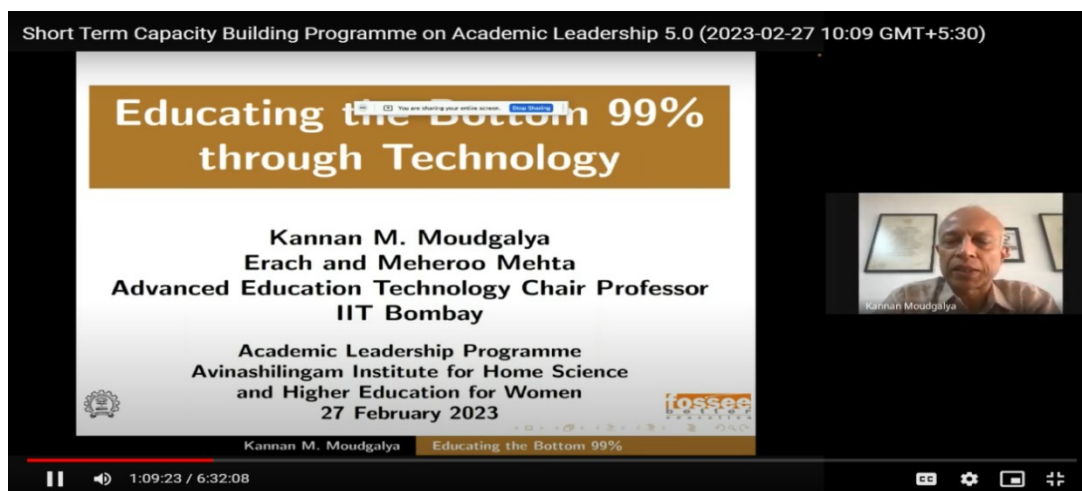 Short Term Capacity Building Programme on Academic Leadership 5.0 (2023-02-27 10:09 GMT+5:30)
You are sharing your entire screen. Stop Sharing
Educating the Bottom 99%
through Technology
Kannan M. Moudgalya
Erach and Meheroo Mehta
Advanced Education Technology Chair Professor
IIT Bombay
Academic Leadership Programme
Avinashilingam Institute for Home Science
and Higher Education for Women
27 February 2023
fossee
better
education
Kannan M. Moudgalya Educating the Bottom 99%
Kannan Moudgalya
1:09:23 / 6:32:08
CC